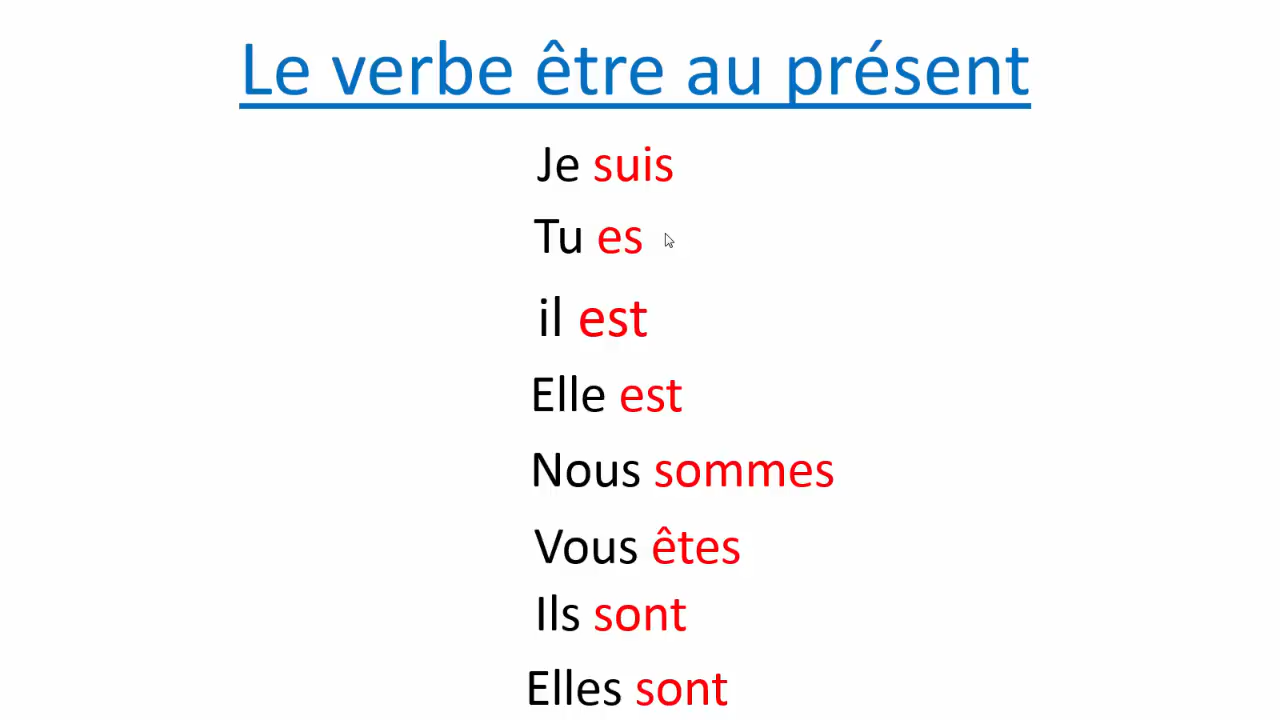 Le verbe être au présent
Je suis
Tu es
il est
Elle est
Nous sommes
Vous êtes
Ils sont
Elles sont